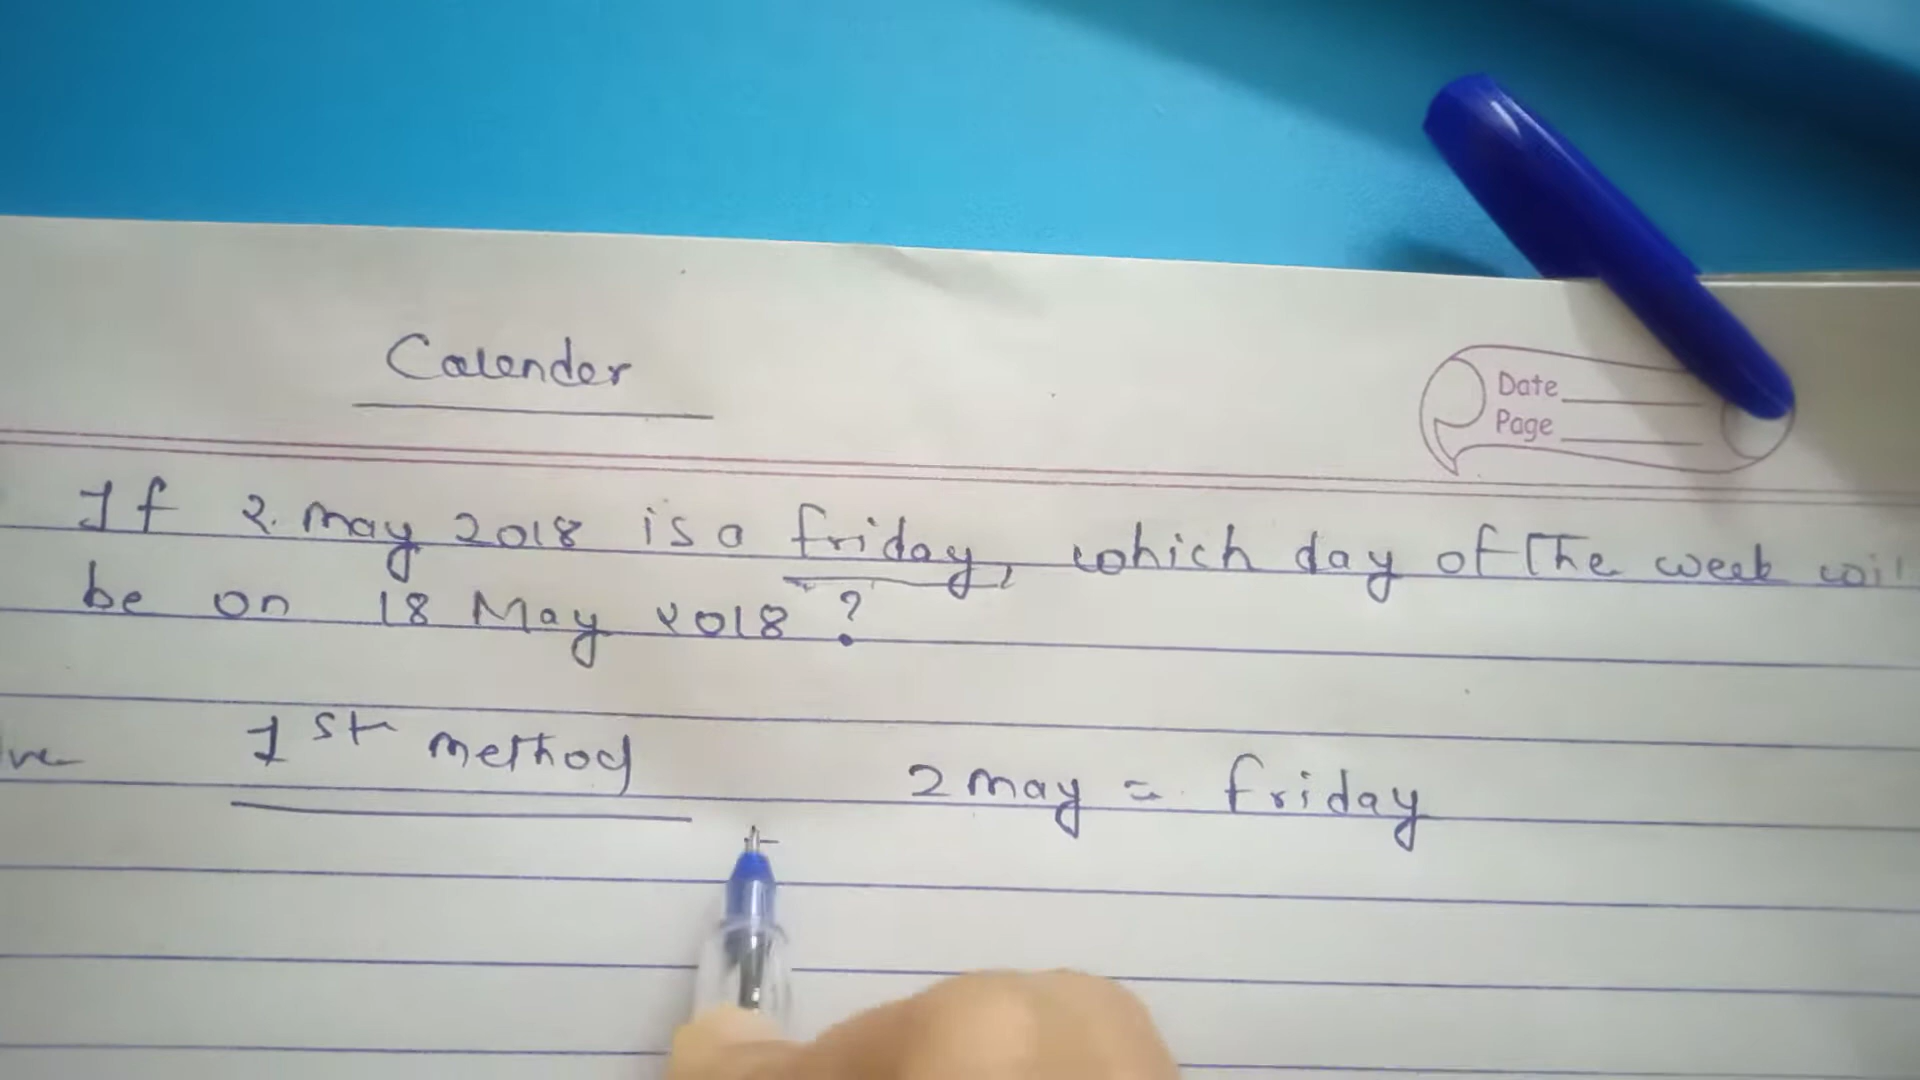 Calender
Date
Page
If 2 may 2018 is a friday, which day of The week
be on 18 May 2018 ?
1st method
2 may = friday